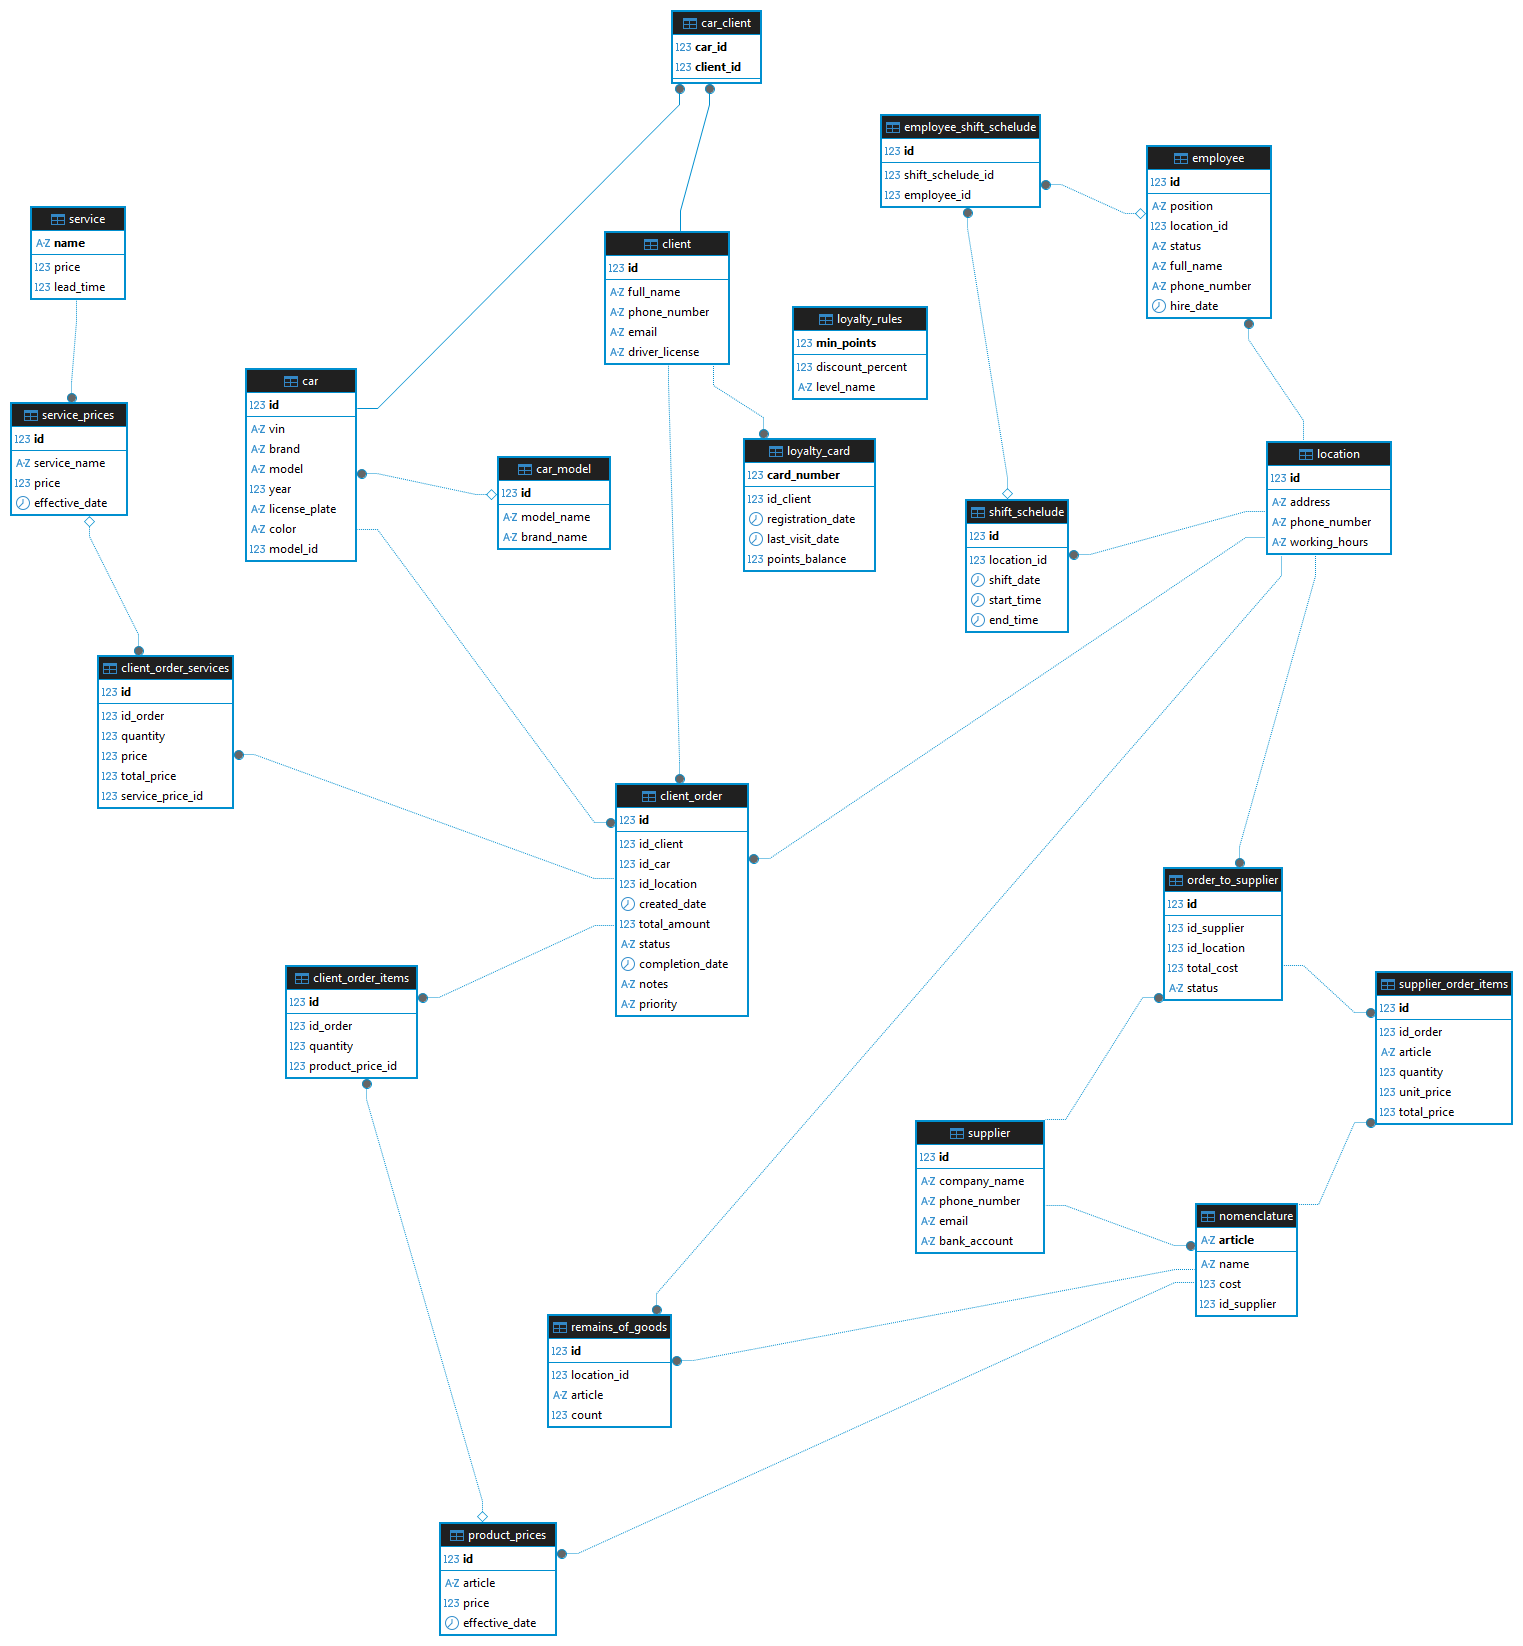 car_client
123 car_id
123 client_id
employee_shift_schelude
123 id
123 shift_schelude_id
123 employee_id
employee
123 id
A-Z position
123 location_id
A-Z status
A-Z full_name
A-Z phone_number
hire_date
service
A-Z name
123 price
123 lead_time
client
123 id
A-Z full_name
A-Z phone_number
A-Z email
A-Z driver_license
loyalty_rules
123 min_points
123 discount_percent
A-Z level_name
car
123 id
A-Z vin
A-Z brand
A-Z model
123 year
A-Z license_plate
A-Z color
123 model_id
service_prices
123 id
A-Z service_name
123 price
effective_date
car_model
123 id
A-Z model_name
A-Z brand_name
loyalty_card
123 card_number
123 id_client
registration_date
last_visit_date
123 points_balance
location
123 id
A-Z address
A-Z phone_number
A-Z working_hours
shift_schelude
123 id
123 location_id
shift_date
start_time
end_time
client_order_services
123 id
123 id_order
123 quantity
123 price
123 total_price
123 service_price_id
client_order
123 id
123 id_client
123 id_car
123 id_location
created_date
123 total_amount
A-Z status
completion_date
A-Z notes
A-Z priority
order_to_supplier
123 id
123 id_supplier
123 id_location
123 total_cost
A-Z status
client_order_items
123 id
123 id_order
123 quantity
123 product_price_id
supplier_order_items
123 id
123 id_order
A-Z article
123 quantity
123 unit_price
123 total_price
supplier
123 id
A-Z company_name
A-Z phone_number
A-Z email
A-Z bank_account
nomenclature
A-Z article
A-Z name
123 cost
123 id_supplier
remains_of_goods
123 id
123 location_id
A-Z article
123 count
product_prices
123 id
A-Z article
123 price
effective_date